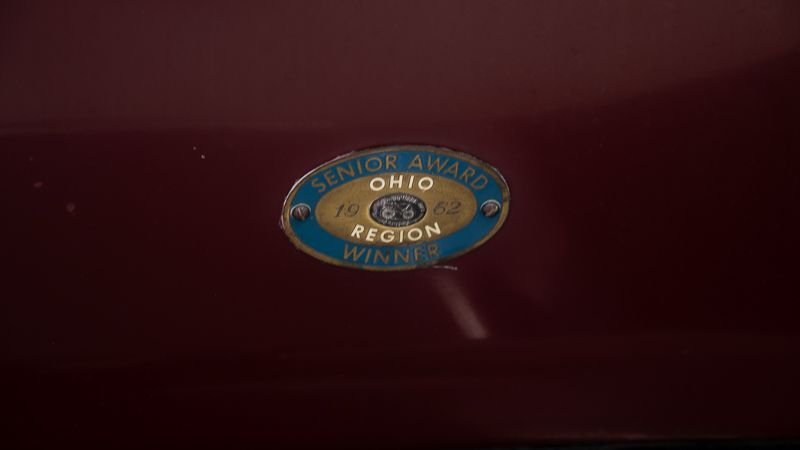 SENIOR AWARD
OHIO
19 62
REGION
WINNER